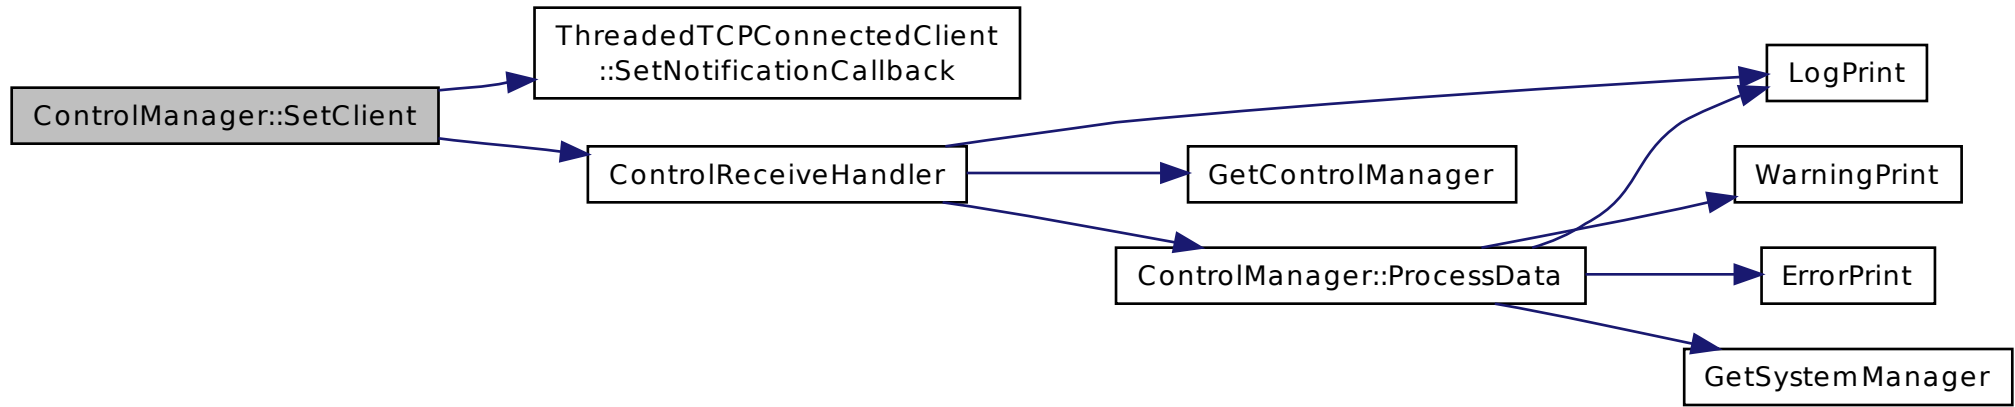 ThreadedTCPConnectedClient
::SetNotificationCallback
ControlManager::SetClient
LogPrint
ControlReceiveHandler
GetControlManager
WarningPrint
ControlManager::ProcessData
ErrorPrint
GetSystemManager